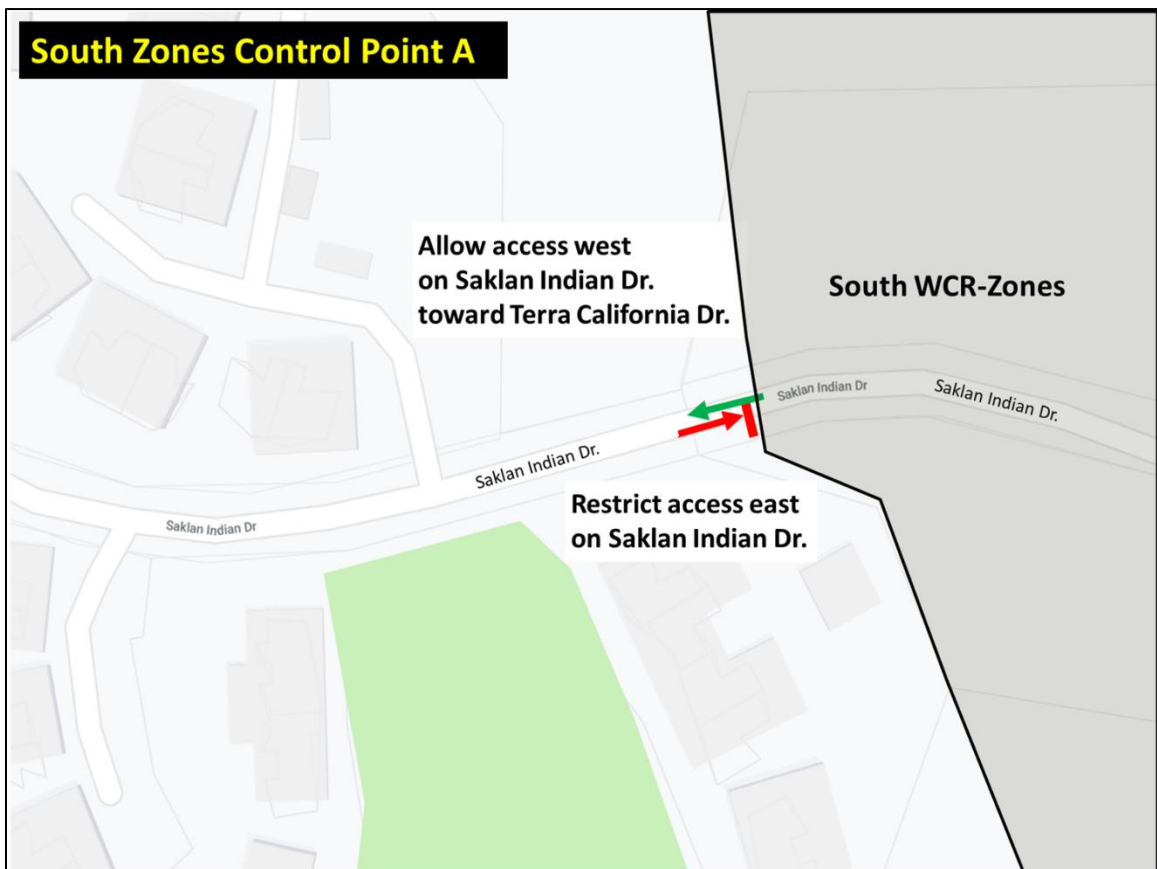 South Zones Control Point A
Allow access west
on Saklan Indian Dr.
toward Terra California Dr.
South WCR-Zones
Saklan Indian Dr
Saklan Indian Dr.
Saklan Indian Dr.
Saklan Indian Dr
Restrict access east
on Saklan Indian Dr.